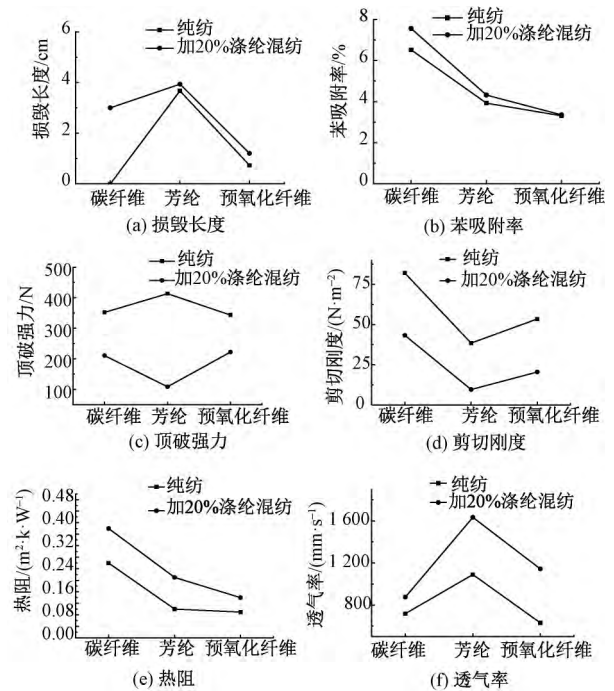 纯纺
加20%涤纶混纺
损毁长度/cm
6
4
2
0
碳纤维 芳纶 预氧化纤维
(a) 损毁长度
纯纺
加20%涤纶混纺
苯吸附率/%
8
6
4
2
0
碳纤维 芳纶 预氧化纤维
(b) 苯吸附率
纯纺
加20%涤纶混纺
顶破强力/N
500
400
300
200
100
碳纤维 芳纶 预氧化纤维
(c) 顶破强力
纯纺
加20%涤纶混纺
剪切刚度/(N·m⁻²)
75
50
25
0
碳纤维 芳纶 预氧化纤维
(d) 剪切刚度
纯纺
加20%涤纶混纺
热阻/(m²·k·W⁻¹)
0.48
0.40
0.32
0.24
0.16
0.08
0.00
碳纤维 芳纶 预氧化纤维
(e) 热阻
纯纺
加20%涤纶混纺
透气率/(mm·s⁻¹)
1 600
1 200
800
碳纤维 芳纶 预氧化纤维
(f) 透气率